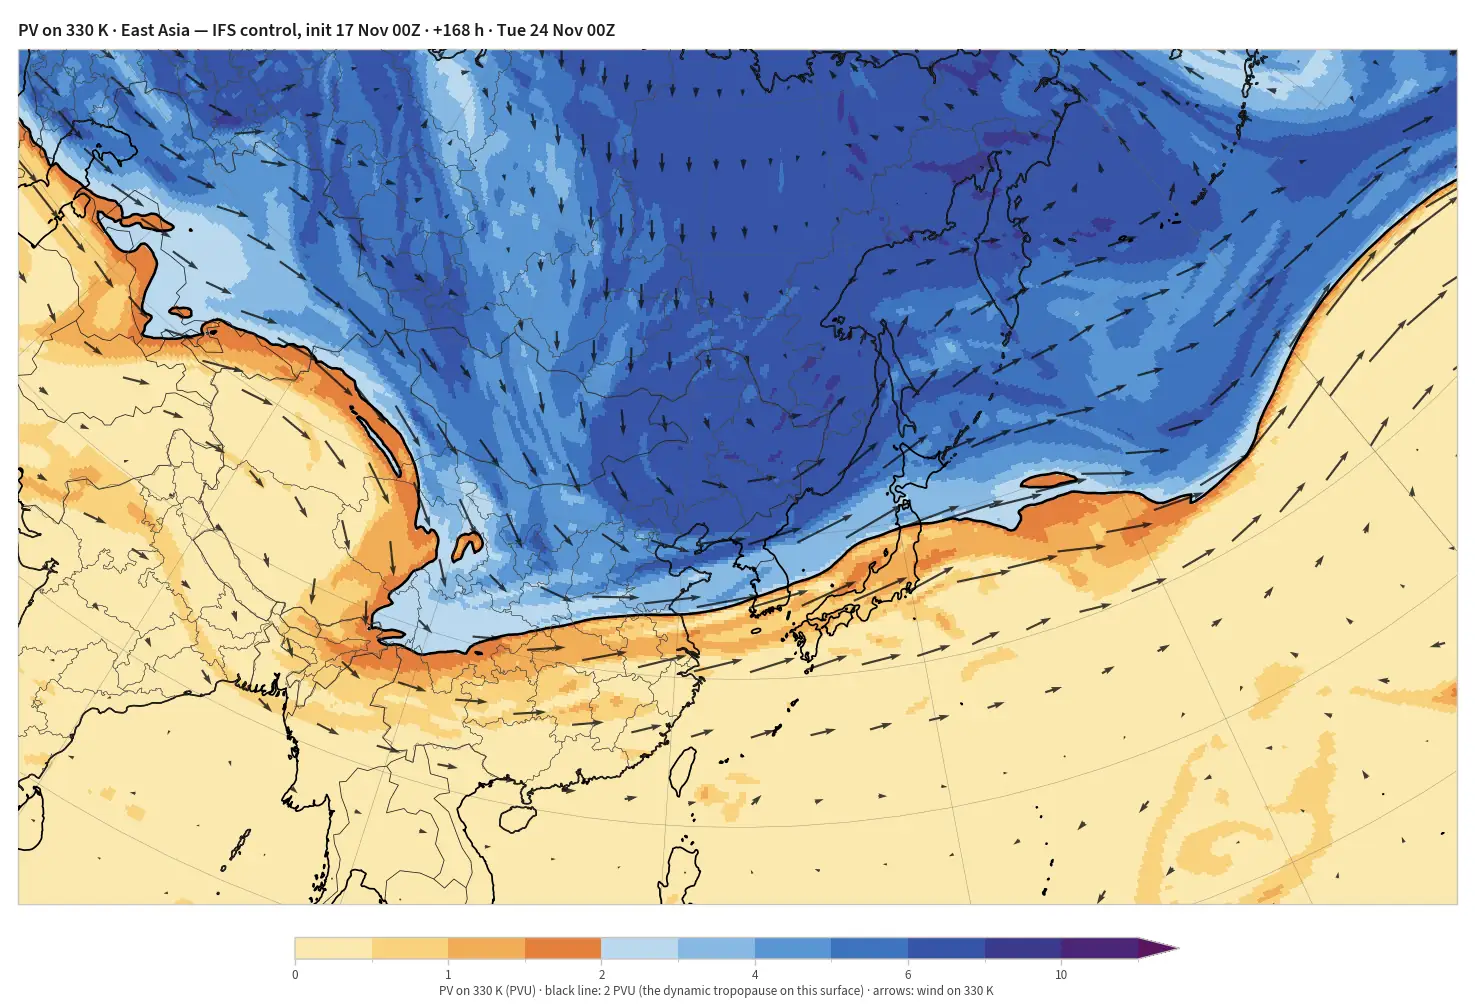 PV on 330 K · East Asia — IFS control, init 17 Nov 00Z · +168 h · Tue 24 Nov 00Z
0 1 2 4 6 10
PV on 330 K (PVU) · black line: 2 PVU (the dynamic tropopause on this surface) · arrows: wind on 330 K